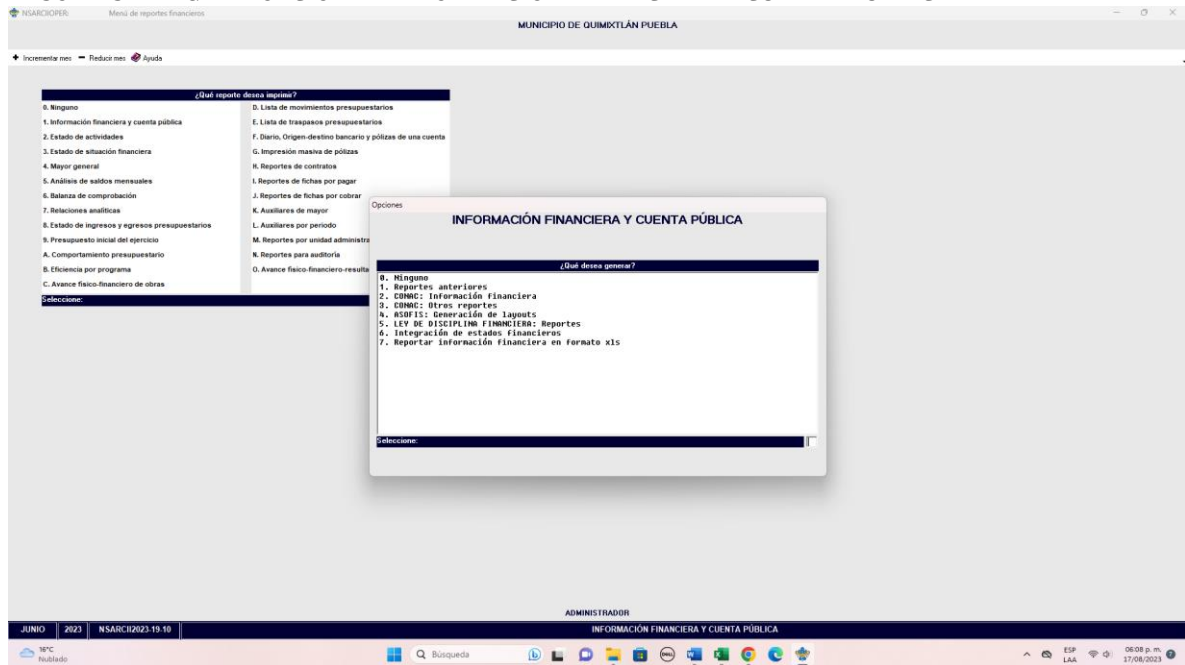 NSARCIIOPER: Menú de reportes financieros
MUNICIPIO DE QUIMIXTLÁN PUEBLA
Incrementar mes Reducir mes Ayuda
¿Qué reporte desea imprimir?
0. Ninguno
1. Información financiera y cuenta pública
2. Estado de actividades
3. Estado de situación financiera
4. Mayor general
5. Análisis de saldos mensuales
6. Balanza de comprobación
7. Relaciones analíticas
8. Estado de ingresos y egresos presupuestarios
9. Presupuesto inicial del ejercicio
A. Comportamiento presupuestario
B. Eficiencia por programa
C. Avance físico-financiero de obras
D. Lista de movimientos presupuestarios
E. Lista de traspasos presupuestarios
F. Diario, Origen-destino bancario y pólizas de una cuenta
G. Impresión masiva de pólizas
H. Reportes de contratos
I. Reportes de fichas por pagar
J. Reportes de fichas por cobrar
K. Auxiliares de mayor
L. Auxiliares por periodo
M. Reportes por unidad administra
N. Reportes para auditoría
O. Avance físico-financiero-resulta
Seleccione:
Opciones
INFORMACIÓN FINANCIERA Y CUENTA PÚBLICA
¿Qué desea generar?
0. Ninguno
1. Reportes anteriores
2. CONAC: Información financiera
3. CONAC: Otros reportes
4. ASOFIS: Generación de layouts
5. LEY DE DISCIPLINA FINANCIERA: Reportes
6. Integración de estados financieros
7. Reportar información financiera en formato xls
Seleccione:
ADMINISTRADOR
JUNIO 2023 NSARCII2023-19-10 INFORMACIÓN FINANCIERA Y CUENTA PÚBLICA
16°C
Nublado
Búsqueda
ESP
LAA
06:08 p. m.
17/08/2023